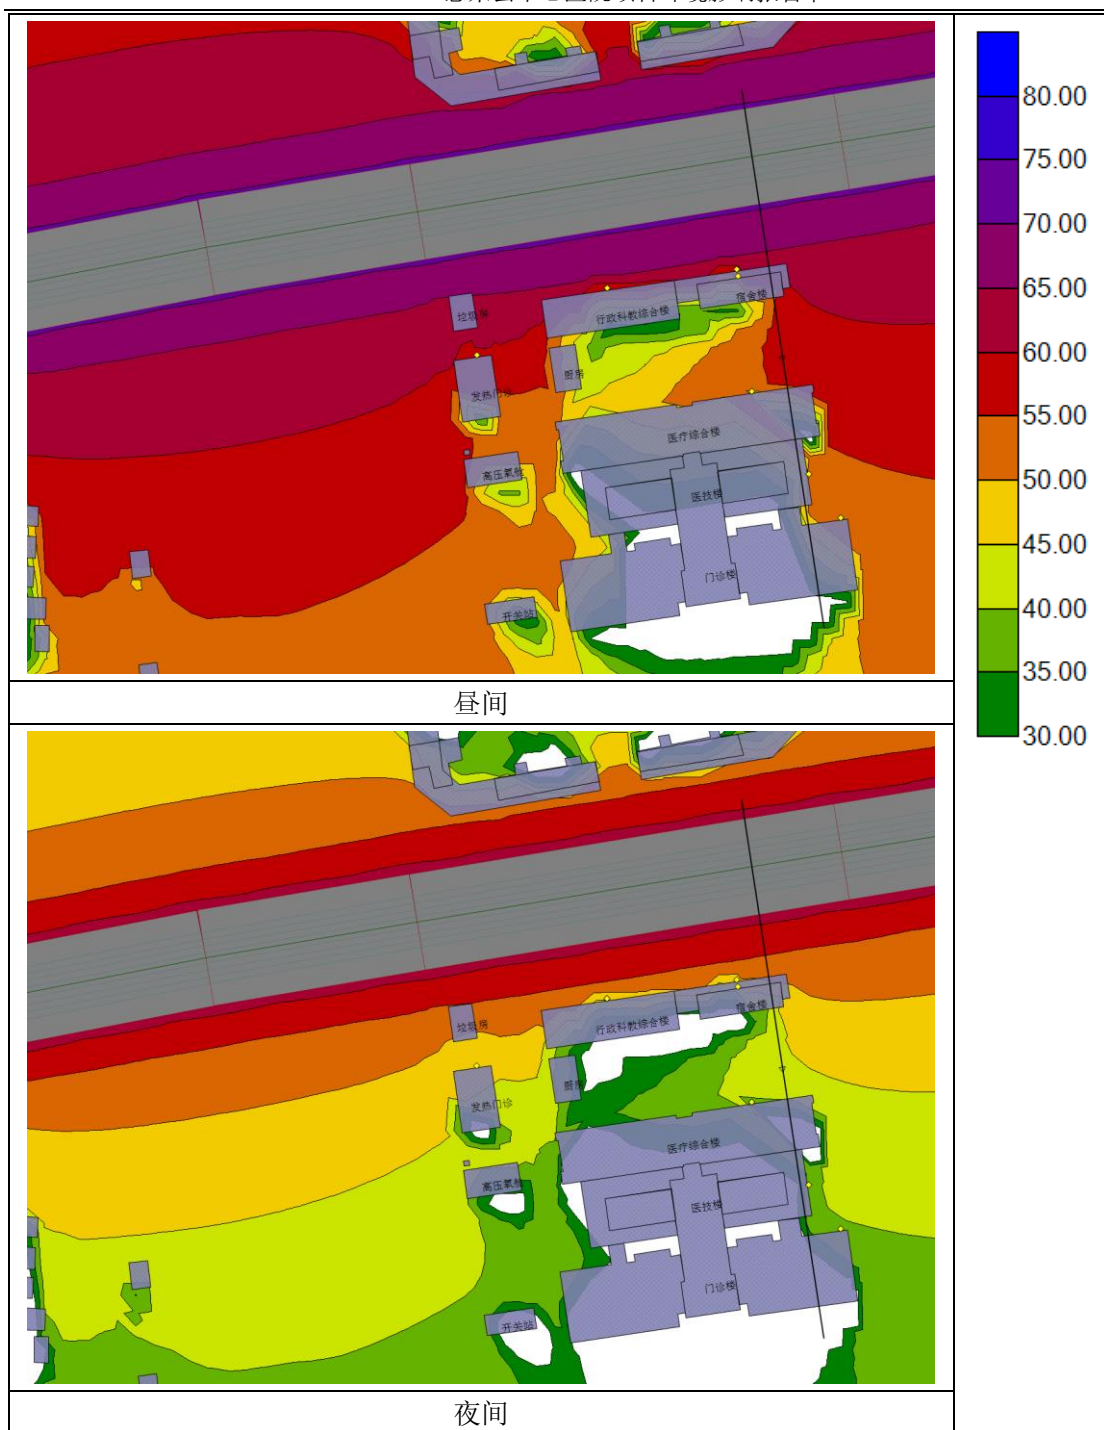 80.00
75.00
70.00
65.00
60.00
55.00
50.00
45.00
40.00
35.00
30.00
垃圾房
行政科教综合楼
宿舍楼
发热门诊
厨房
医疗综合楼
高压氧舱
医技楼
门诊楼
开关站
昼间
垃圾房
行政科教综合楼
宿舍楼
发热门诊
厨房
医疗综合楼
高压氧舱
医技楼
门诊楼
开关站
夜间